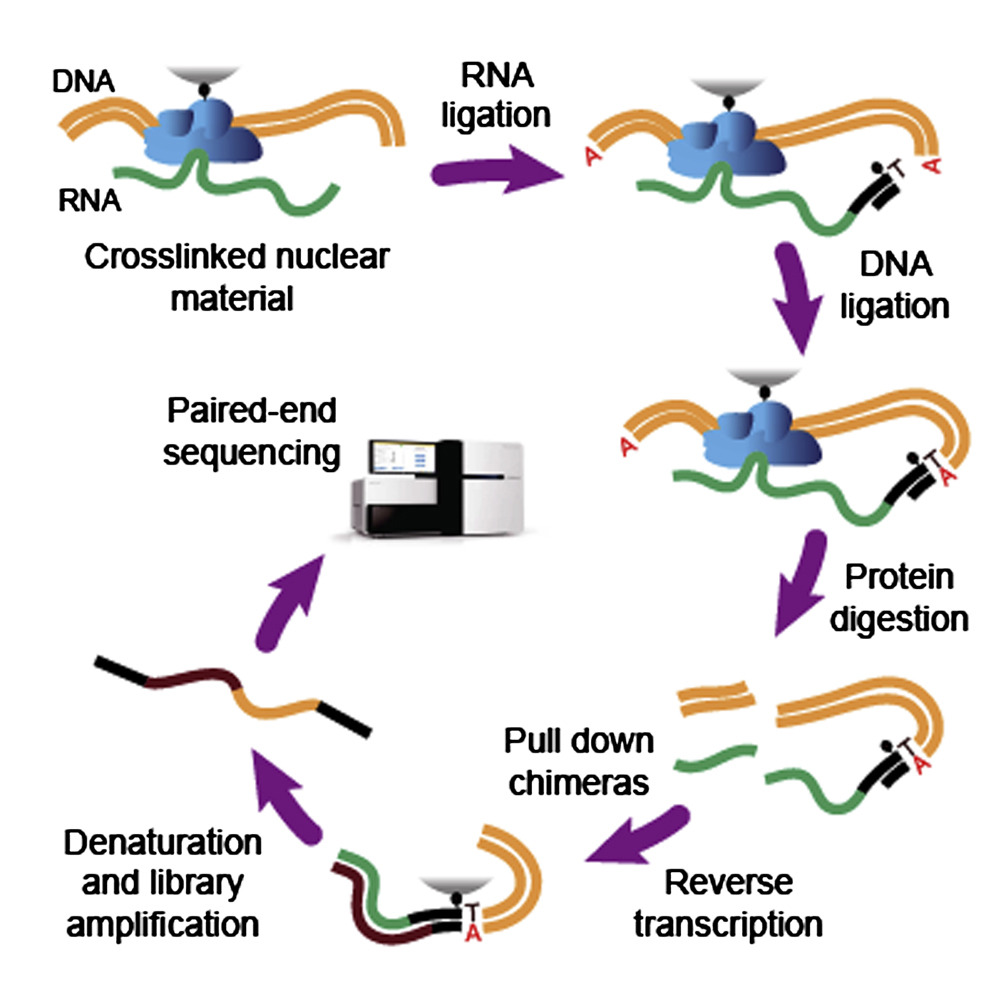 DNA
RNA
Crosslinked nuclear
material
RNA
ligation
A
T
A
DNA
ligation
A
T
A
Protein
digestion
T
A
Pull down
chimeras
Reverse
transcription
T
A
Denaturation
and library
amplification
Paired-end
sequencing